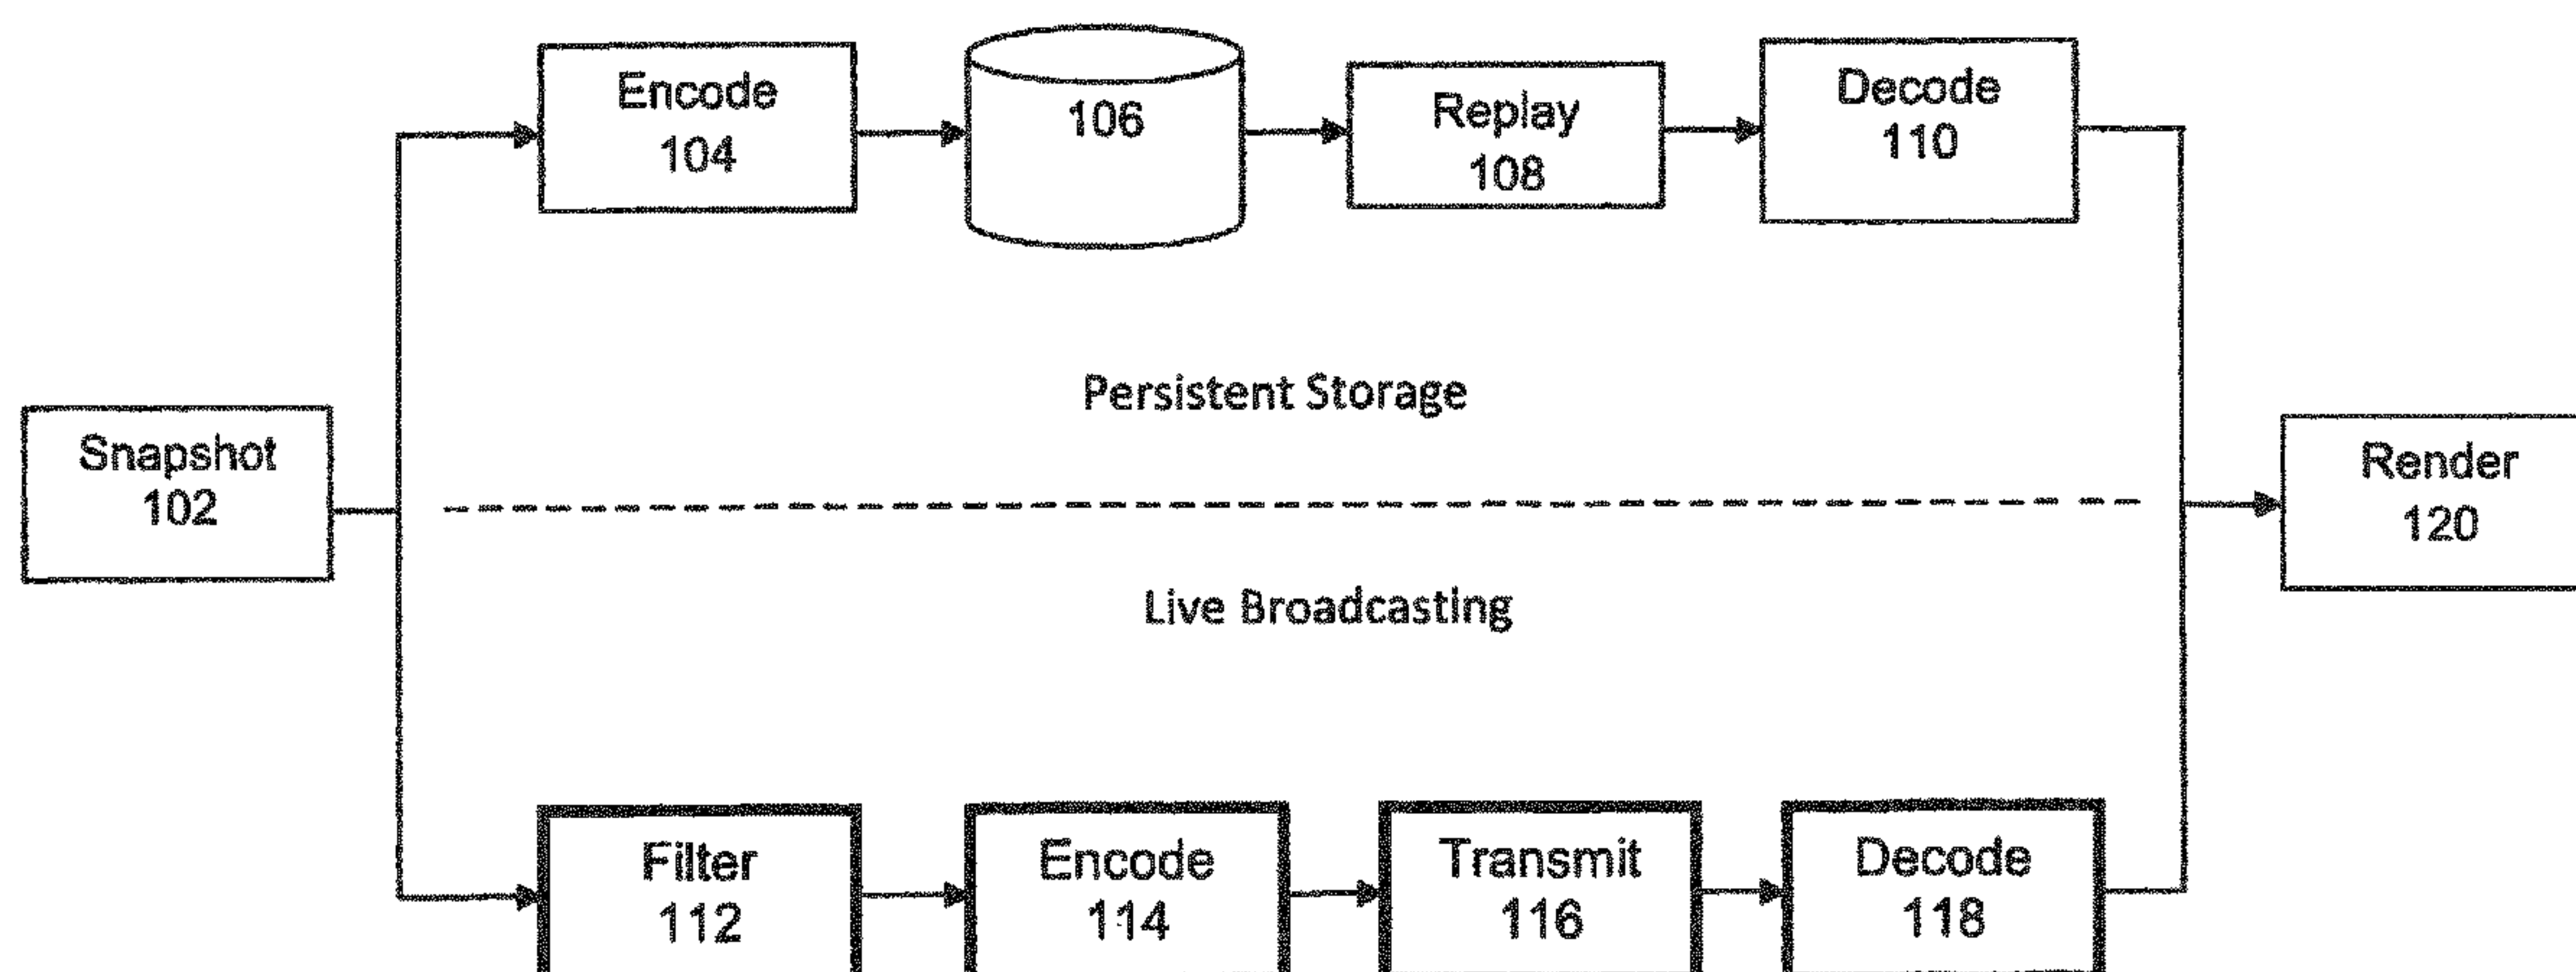 Encode
104
106
Replay
108
Decode
110
Persistent Storage
Snapshot
102
Render
120
Live Broadcasting
Filter
112
Encode
114
Transmit
116
Decode
118